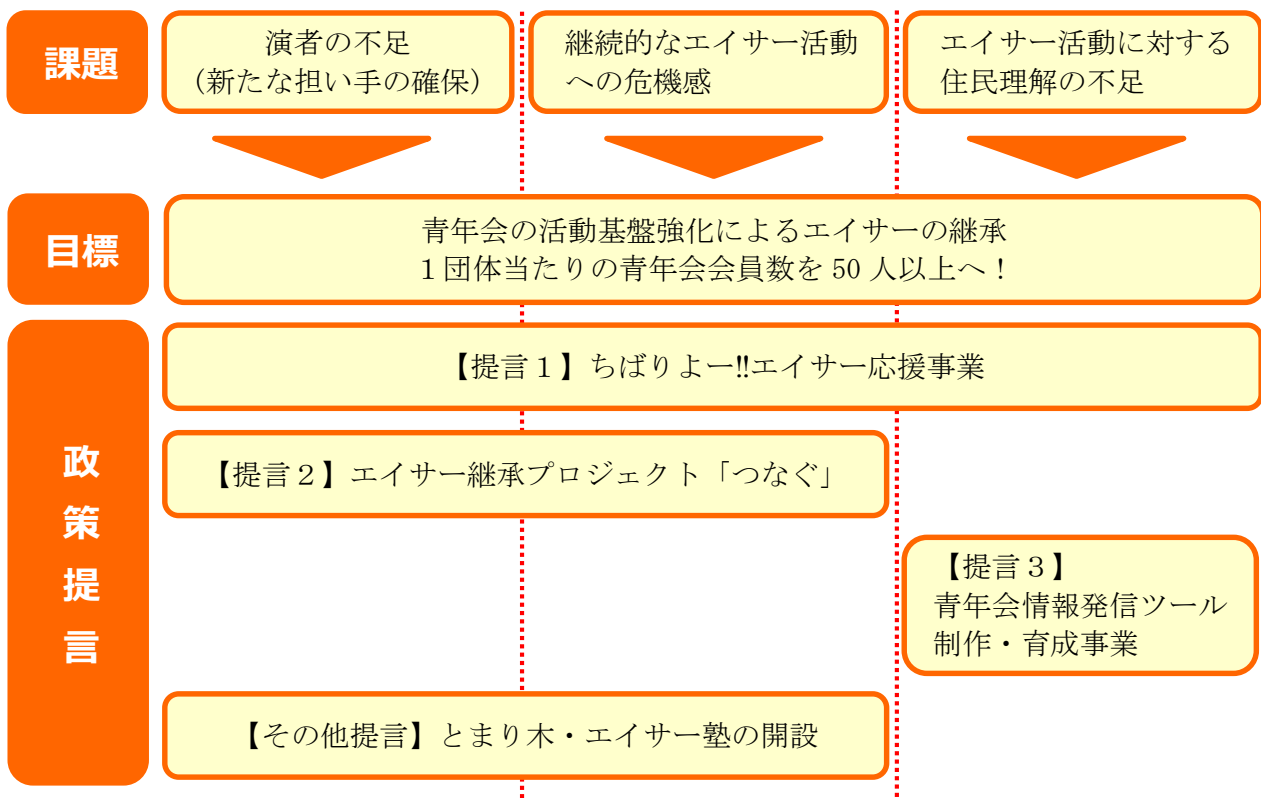 課題
演者の不足
(新たな担い手の確保)
継続的なエイサー活動
への危機感
エイサー活動に対する
住民理解の不足
目標
青年会の活動基盤強化によるエイサーの継承
１団体当たりの青年会会員数を 50 人以上へ！
政策提言
【提言１】ちばりよー‼エイサー応援事業
【提言２】エイサー継承プロジェクト「つなぐ」
【提言３】
青年会情報発信ツール
制作・育成事業
【その他提言】とまり木・エイサー塾の開設